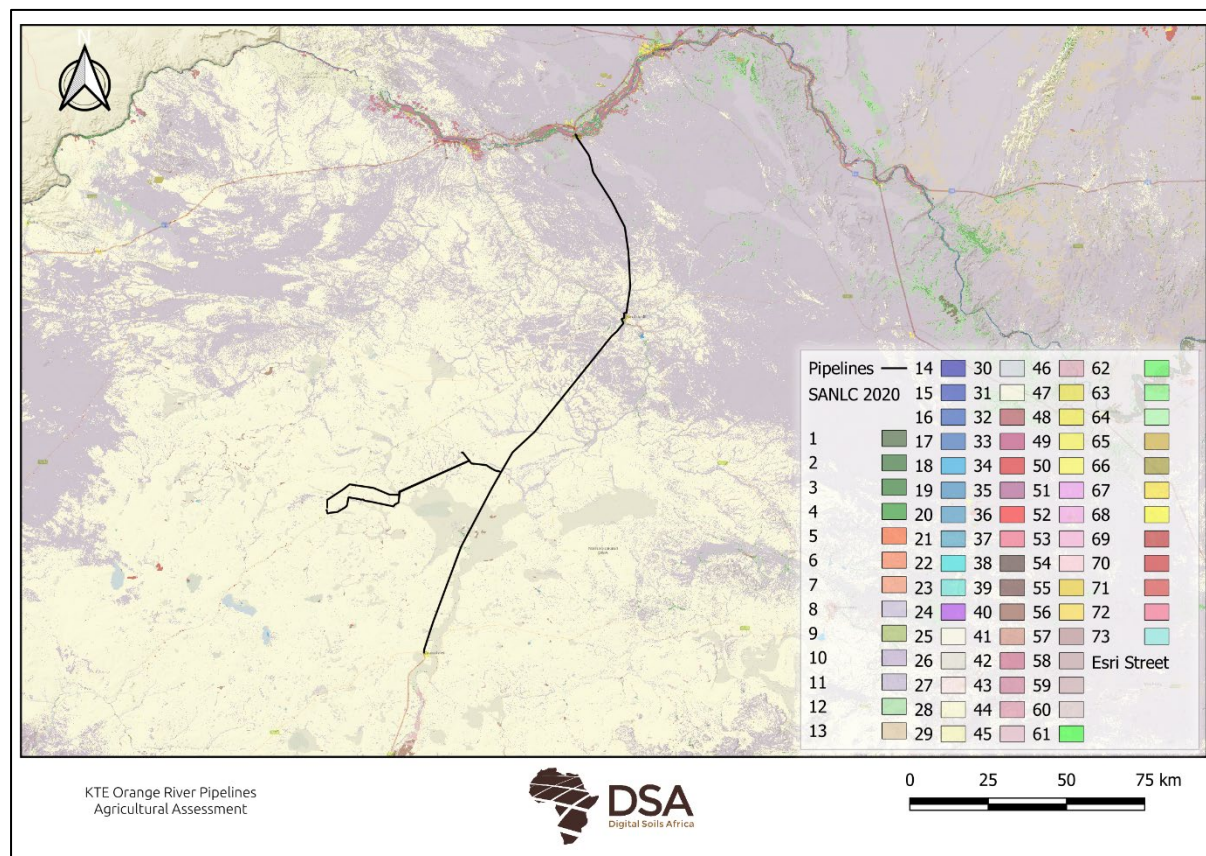 N
Pipelines 14 30 46 62
SANLC 2020 15 31 47 63
16 32 48 64
1 17 33 49 65
2 18 34 50 66
3 19 35 51 67
4 20 36 52 68
5 21 37 53 69
6 22 38 54 70
7 23 39 55 71
8 24 40 56 72
9 25 41 57 73
10 26 42 58 Esri Street
11 27 43 59
12 28 44 60
13 29 45 61
KTE Orange River Pipelines
Agricultural Assessment
DSA
Digital Soils Africa
0 25 50 75 km